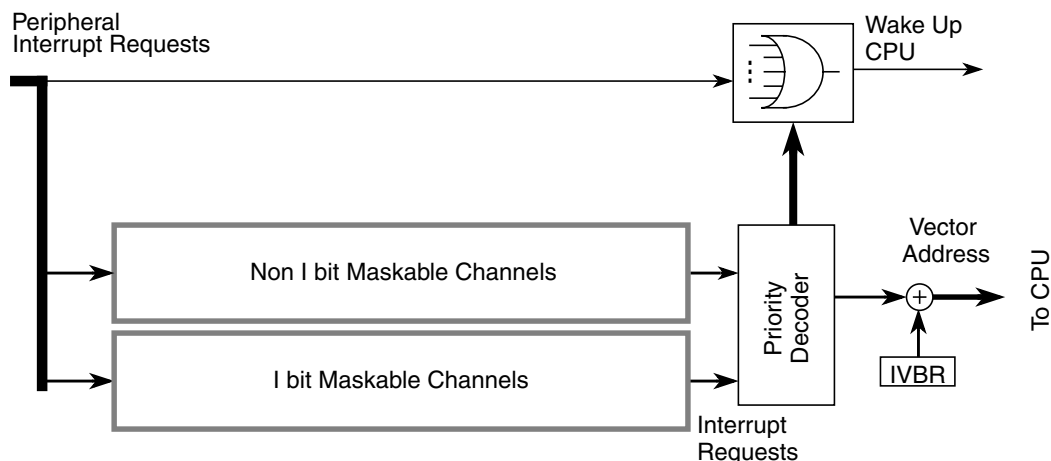 Peripheral
Interrupt Requests
Wake Up
CPU
Non I bit Maskable Channels
I bit Maskable Channels
Priority
Decoder
Interrupt
Requests
Vector
Address
+
IVBR
To CPU